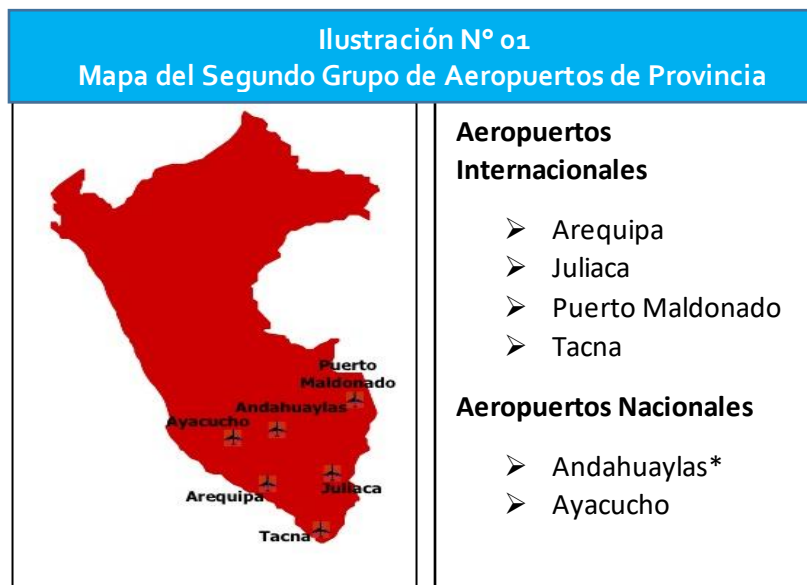 Ilustración N° 01
Mapa del Segundo Grupo de Aeropuertos de Provincia
Puerto
Maldonado
Andahuaylas
Ayacucho
Arequipa
Juliaca
Tacna
Aeropuertos
Internacionales
➢ Arequipa
➢ Juliaca
➢ Puerto Maldonado
➢ Tacna
Aeropuertos Nacionales
➢ Andahuaylas*
➢ Ayacucho